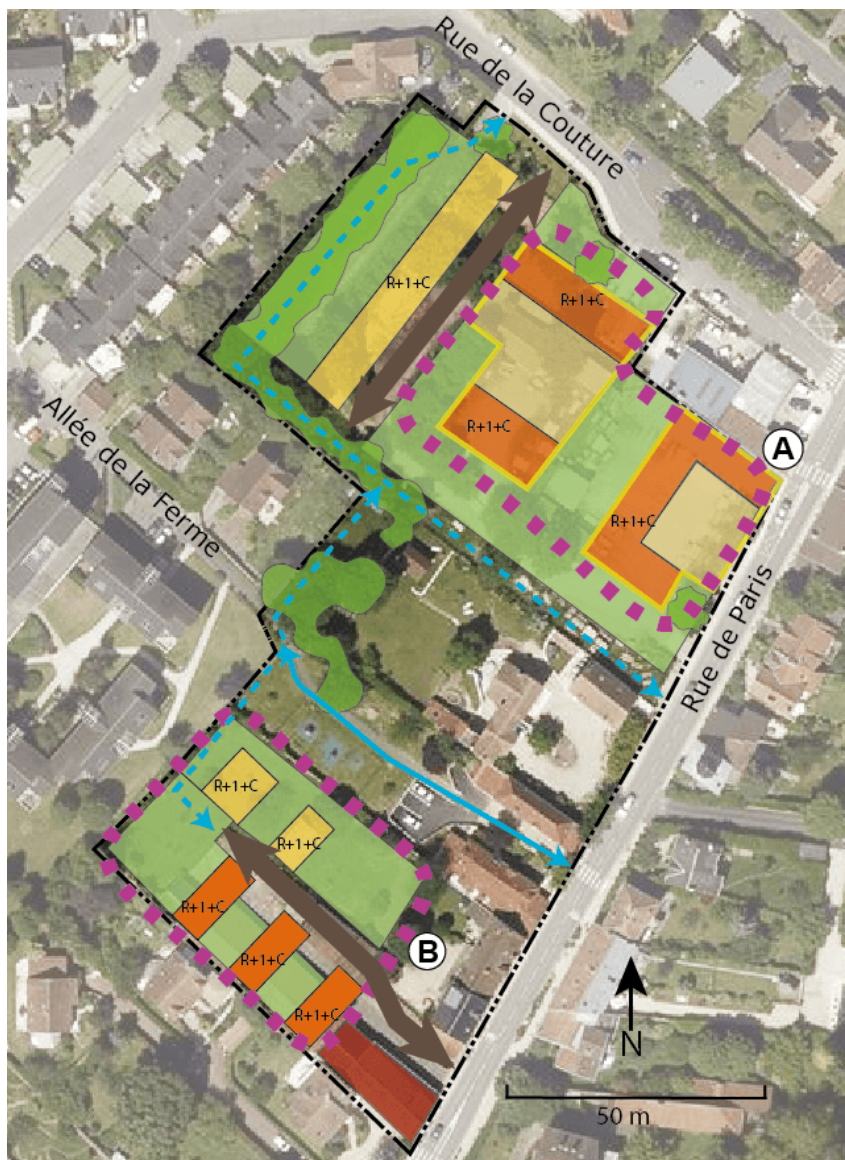 Rue de la Couture
R+1+C
R+1+C
R+1+C
A
R+1+C
Allée de la Ferme
Rue de Paris
R+1+C
R+1+C
R+1+C
R+1+C
B
R+1+C
N
50 m